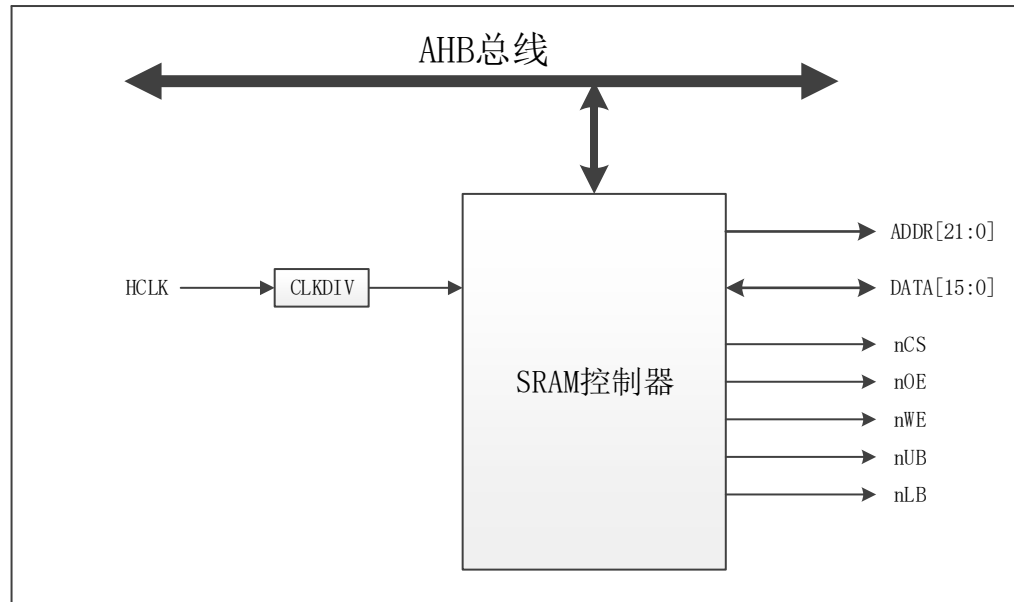 AHB总线
ADDR[21:0]
HCLK
CLKDIV
DATA[15:0]
nCS
SRAM控制器
nOE
nWE
nUB
nLB